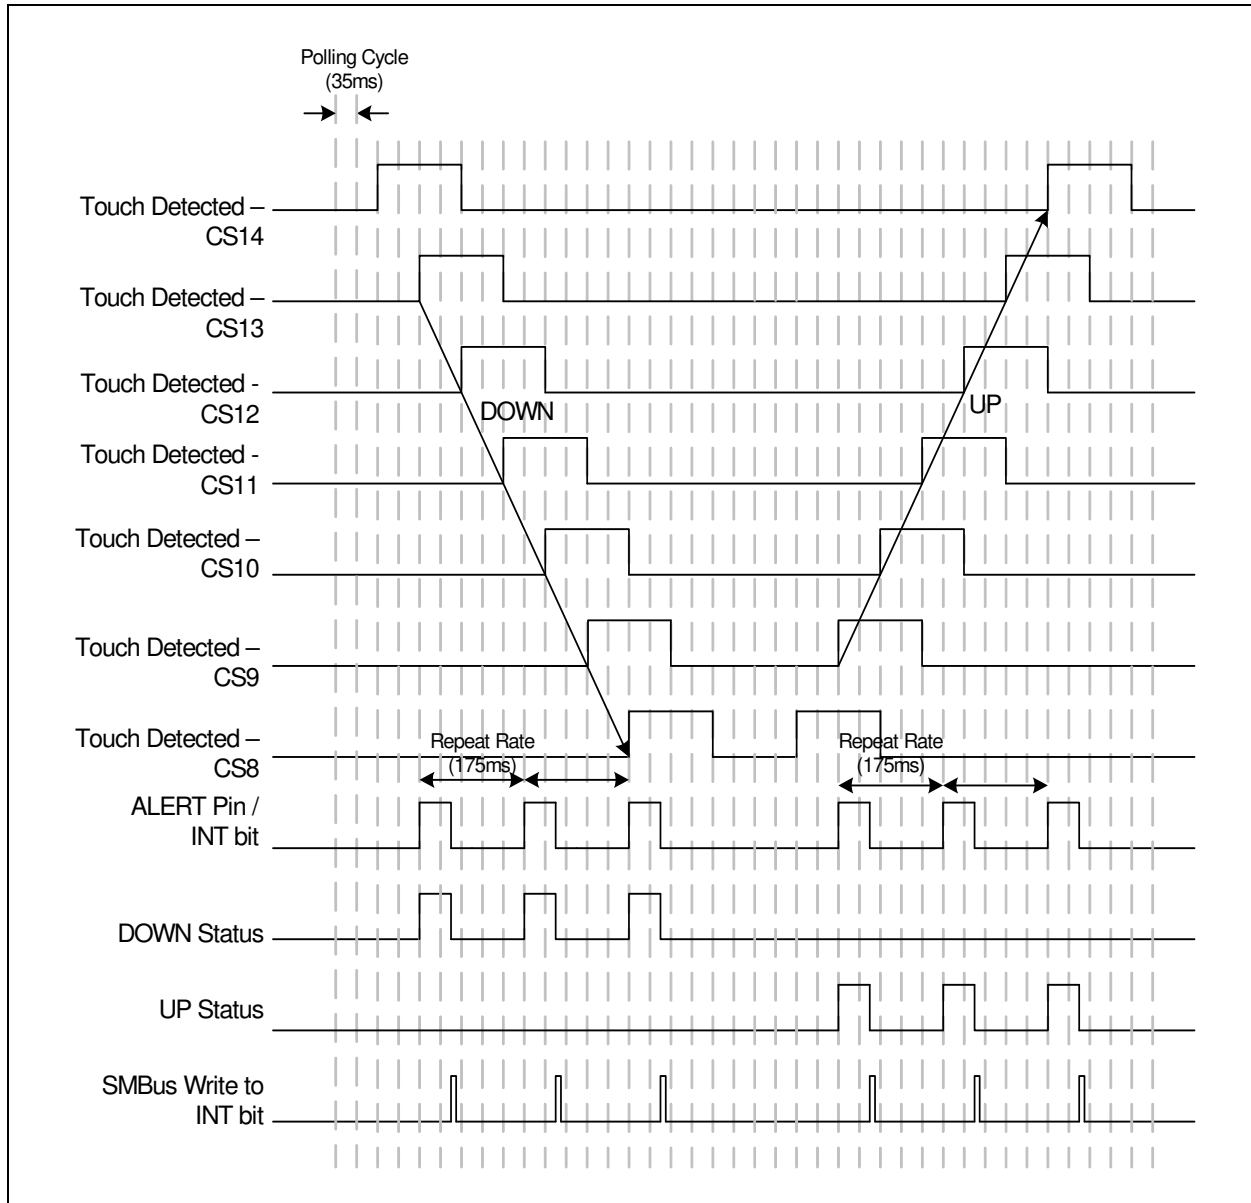 Polling Cycle
(35ms)
Touch Detected –
CS14
Touch Detected –
CS13
Touch Detected -
CS12
DOWN
UP
Touch Detected -
CS11
Touch Detected –
CS10
Touch Detected –
CS9
Touch Detected –
CS8
Repeat Rate
(175ms)
Repeat Rate
(175ms)
ALERT Pin /
INT bit
DOWN Status
UP Status
SMBus Write to
INT bit